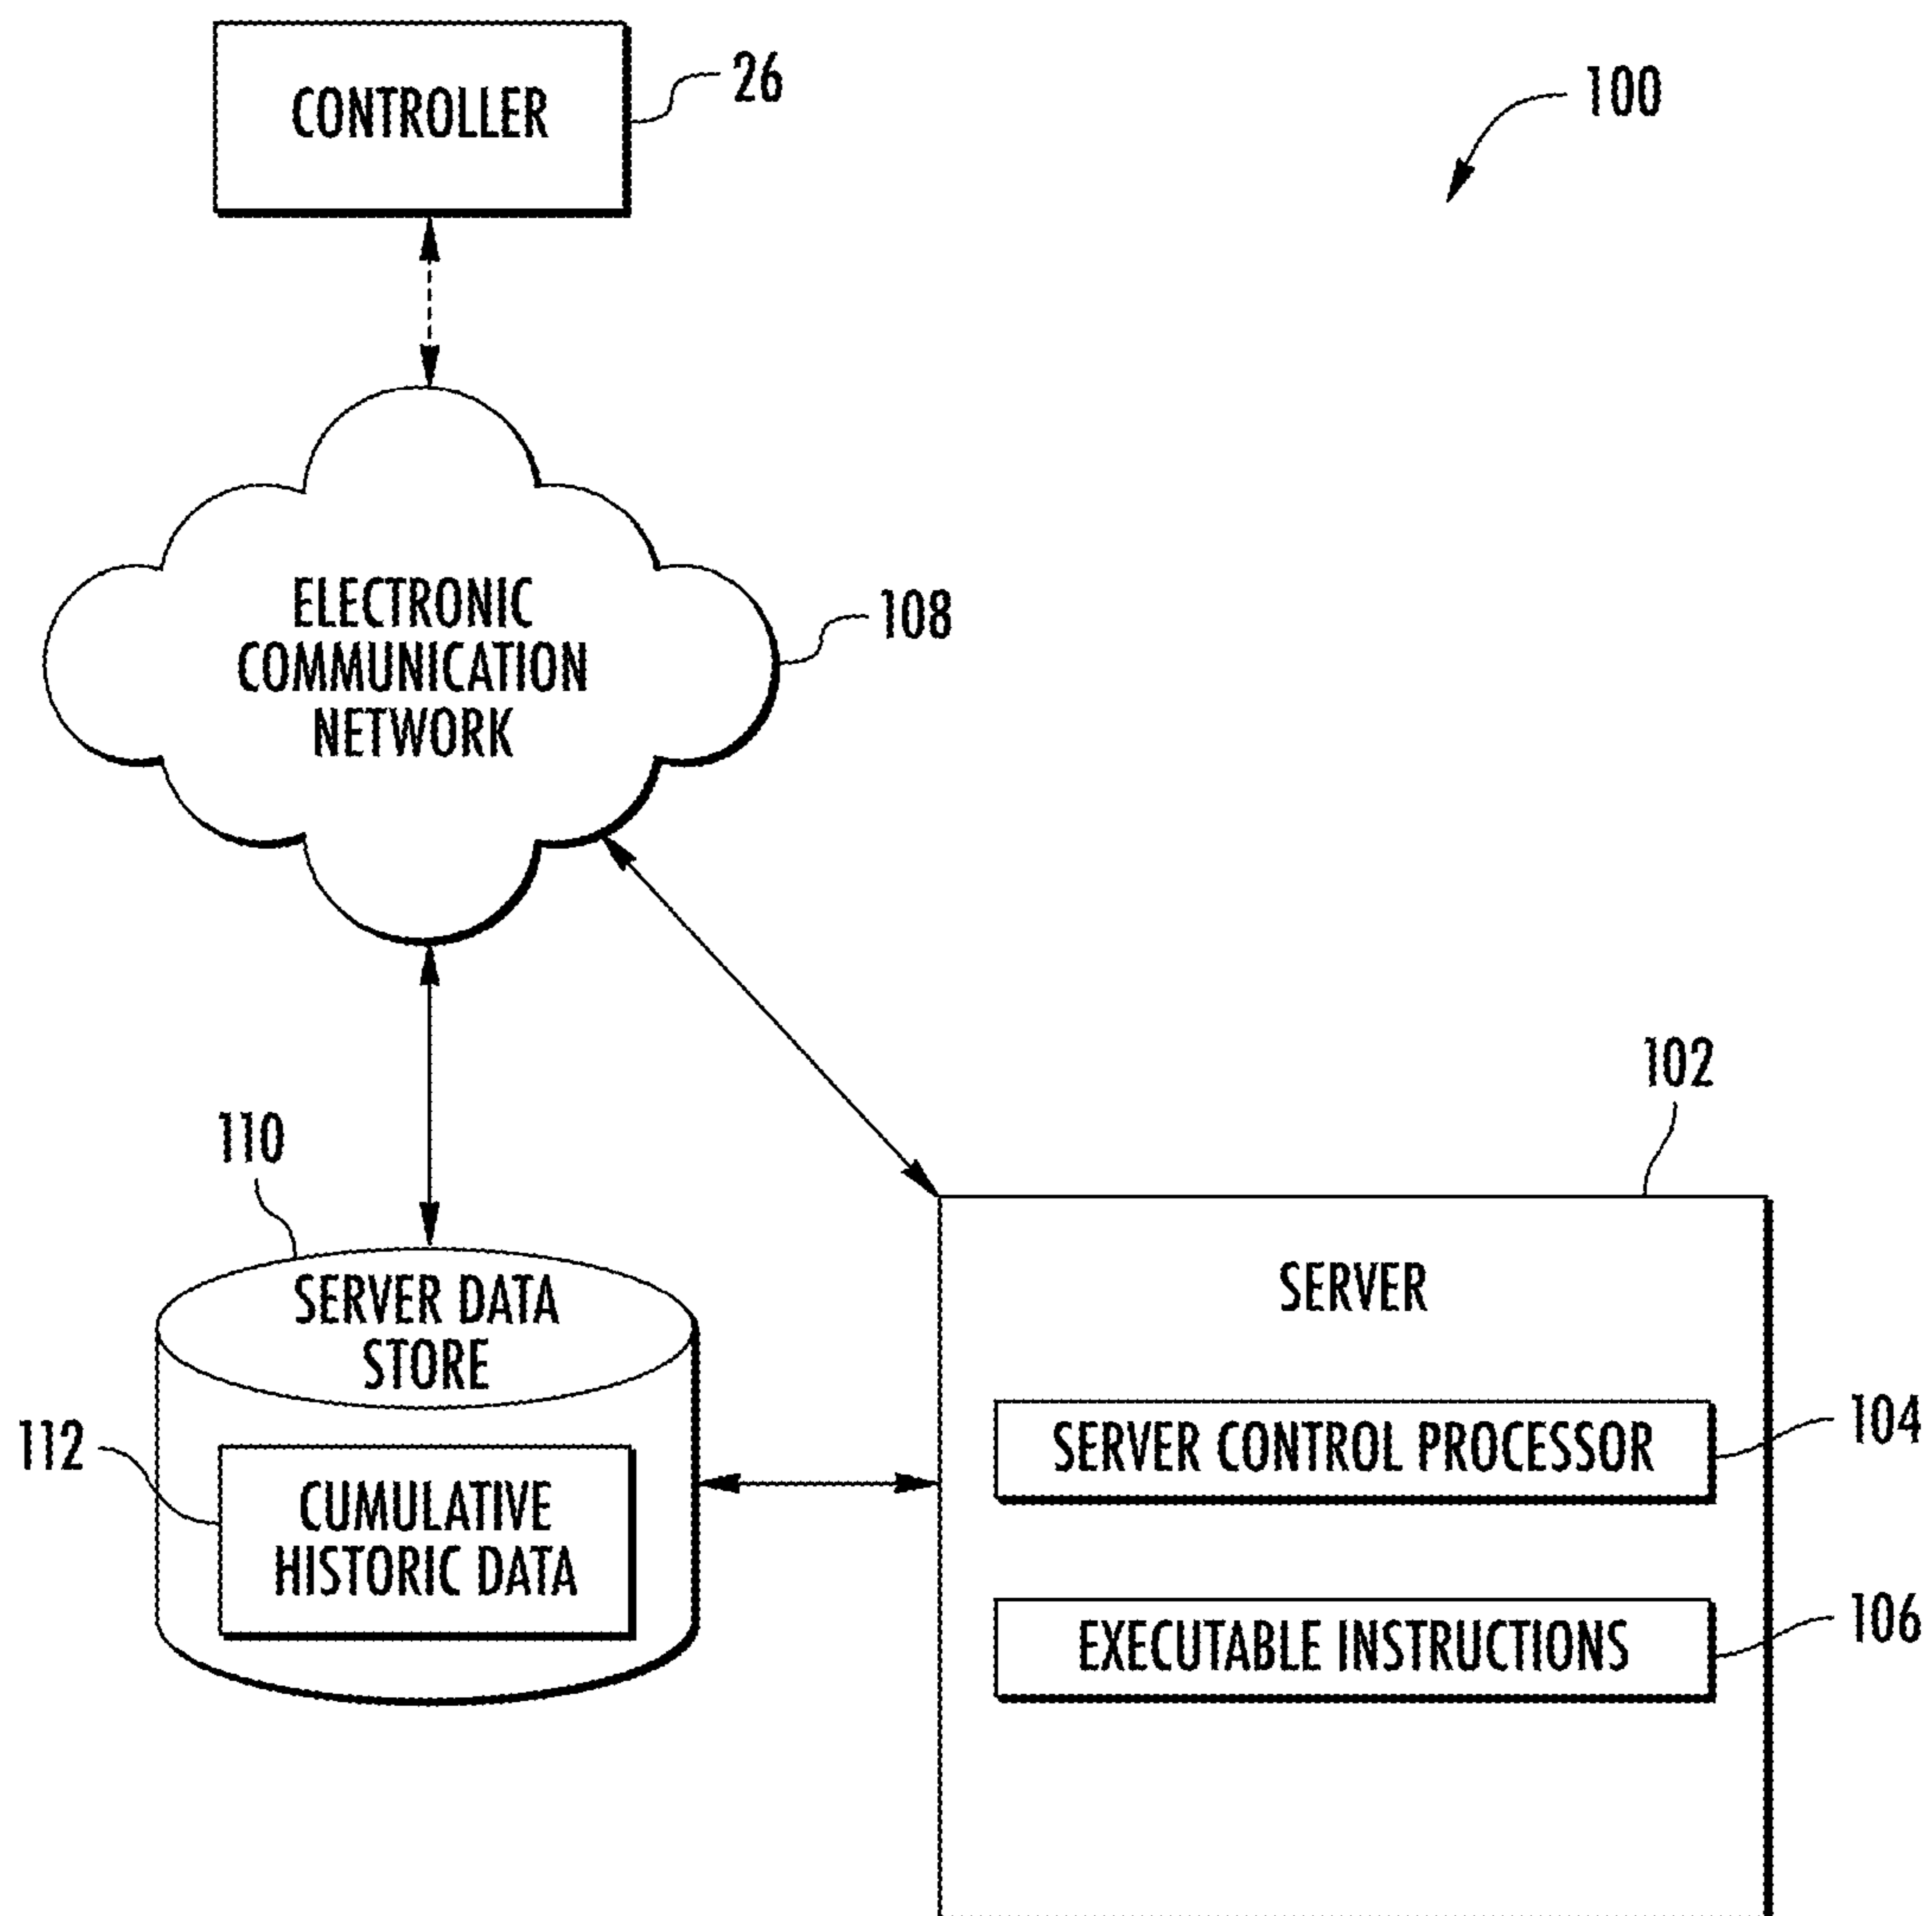 CONTROLLER
26
100
ELECTRONIC
COMMUNICATION
NETWORK
108
102
110
SERVER DATA
STORE
SERVER
112
CUMULATIVE
HISTORIC DATA
SERVER CONTROL PROCESSOR
104
EXECUTABLE INSTRUCTIONS
106